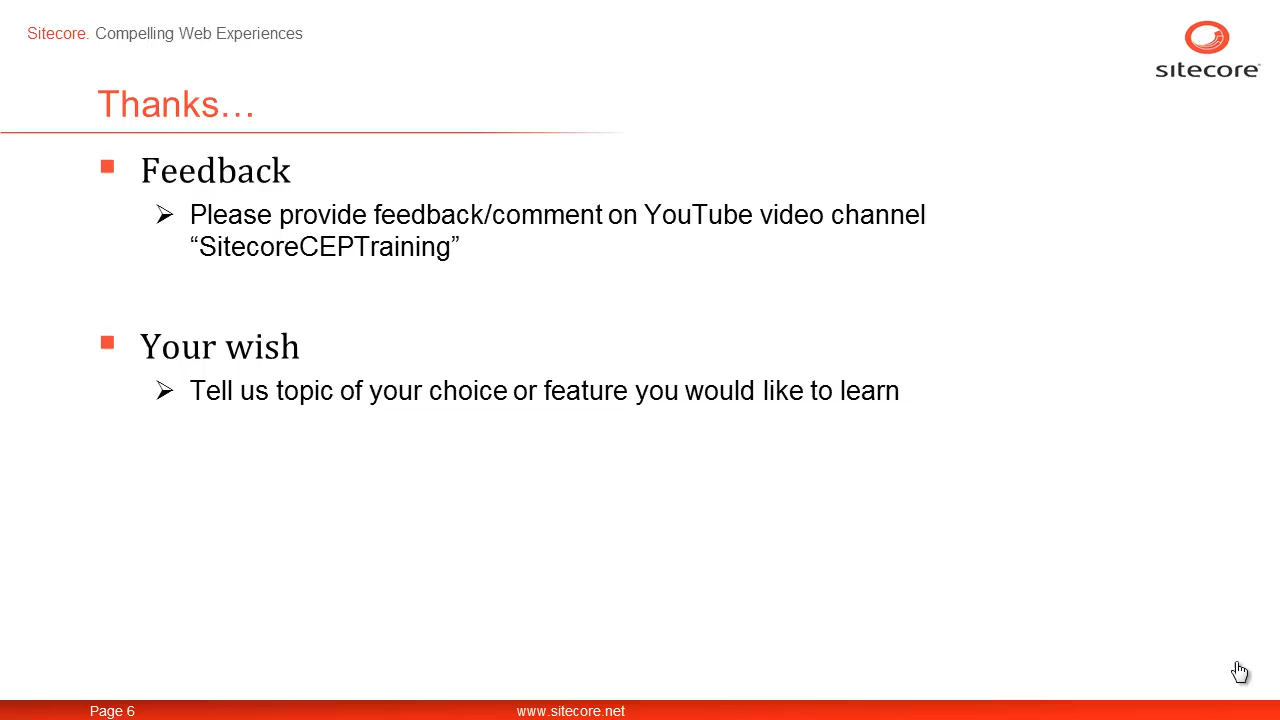 Sitecore. Compelling Web Experiences
sitecore
Thanks…
Feedback
Please provide feedback/comment on YouTube video channel
“SitecoreCEPTraining”
Your wish
Tell us topic of your choice or feature you would like to learn
Page 6
www.sitecore.net